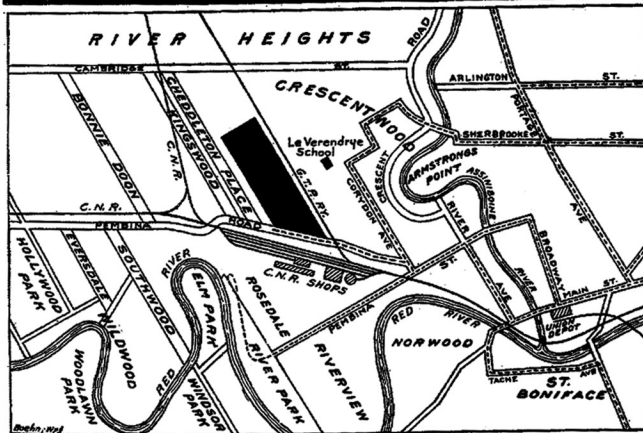 RIVER HEIGHTS
CAMBRIDGE ST.
ROAD
ARLINGTON ST.
BONNIE DOON
KINGSWOOD
CHEDDLETON PLACE
C.N.R.
CRESCENTWOOD
Le Verendrye
School
G.T.P. RY.
CORYDON AVE
CRESCENT
ARMSTRONGS
POINT
SHERBROOKE ST.
PORTAGE AVE
ASSINIBOINE RIVER
RIVER AVE
BROADWAY
C.N.R.
PEMBINA ROAD
HOLLYWOOD
PARK
EVERSDALE
SOUTHWOOD
WILDWOOD
WOODLAWN
PARK
RED RIVER
ELM PARK
WINDSOR
PARK
C.N.R. SHOPS
ROSEDALE
RIVER PARK
PEMBINA ST.
RIVERVIEW
RED RIVER
NORWOOD
MAIN ST.
UNION
DEPOT
TACHE AVE
ST.
BONIFACE